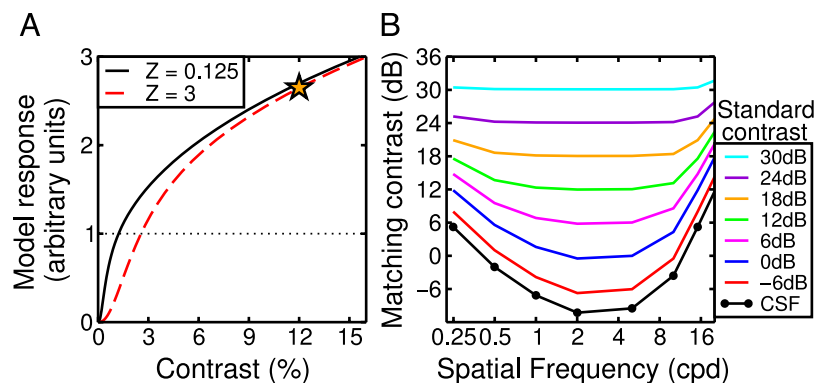 A
3
2
1
0
Model response
(arbitrary units)
Z = 0.125
Z = 3
0 3 6 9 12 15
Contrast (%)
B
36
30
24
18
12
6
0
−6
Matching contrast (dB)
0.25 0.5 1 2 4 8 16
Spatial Frequency (cpd)
Standard
contrast
30dB
24dB
18dB
12dB
6dB
0dB
−6dB
CSF